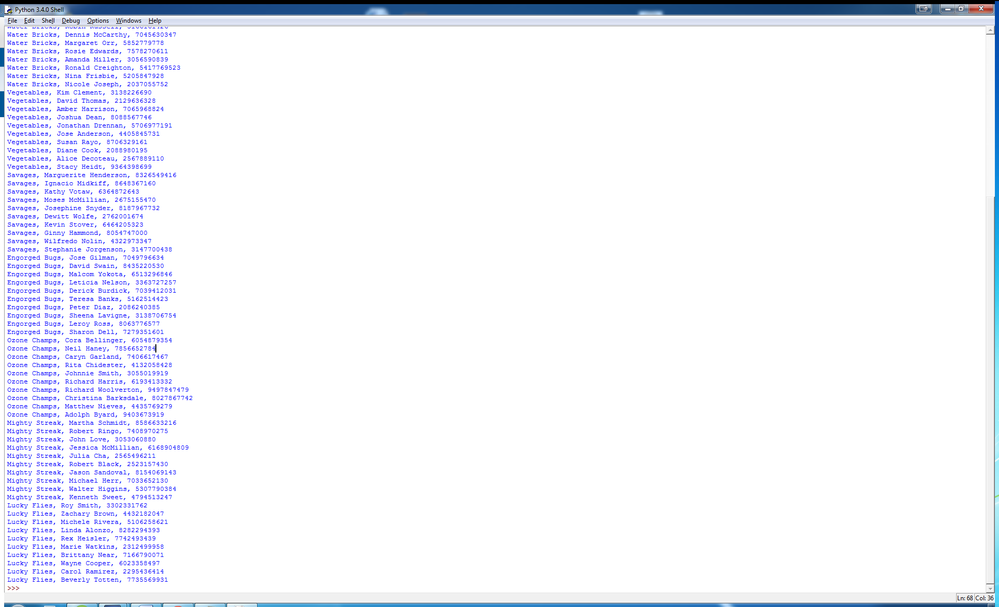 Python 3.4.0 Shell
File Edit Shell Debug Options Windows Help
Water Bricks, Robin Russell,
Water Bricks, Dennis McCarthy, 7045630347
Water Bricks, Margaret Orr, 5852779778
Water Bricks, Rosie Edwards, 7578270611
Water Bricks, Amanda Miller, 3056590839
Water Bricks, Ronald Creighton, 5417769523
Water Bricks, Nina Frisbie, 5205847928
Water Bricks, Nicole Joseph, 2037055752
Vegetables, Kim Clement, 3138226690
Vegetables, David Thomas, 2129636328
Vegetables, Amber Harrison, 7065968824
Vegetables, Joshua Dean, 8088567746
Vegetables, Jonathan Drennan, 5706977191
Vegetables, Jose Anderson, 4405845731
Vegetables, Susan Rayo, 8706329161
Vegetables, Diane Cook, 2088980195
Vegetables, Alice Decoteau, 2567889110
Vegetables, Stacy Heidt, 9364398699
Savages, Marguerite Henderson, 8326549416
Savages, Ignacio Midkiff, 8648367160
Savages, Kathy Votaw, 6364872643
Savages, Moses McMillian, 2675155470
Savages, Josephine Snyder, 8187967732
Savages, Dewitt Wolfe, 2762001674
Savages, Kevin Stover, 6464205323
Savages, Ginny Hammond, 8054747000
Savages, Wilfredo Nolin, 4322973347
Savages, Stephanie Jorgenson, 3147700438
Engorged Bugs, Jose Gilman, 7049796634
Engorged Bugs, David Swain, 8435220530
Engorged Bugs, Malcom Yokota, 6513296846
Engorged Bugs, Leticia Nelson, 3363727257
Engorged Bugs, Derick Burdick, 7039412031
Engorged Bugs, Teresa Banks, 5162514423
Engorged Bugs, Peter Diaz, 2086240385
Engorged Bugs, Sheena Lavigne, 3138706754
Engorged Bugs, Leroy Ross, 8063776577
Engorged Bugs, Sharon Dell, 7279351601
Ozone Champs, Cora Bellinger, 6054879354
Ozone Champs, Neil Haney, 7856652784
Ozone Champs, Caryn Garland, 7406617467
Ozone Champs, Rita Chidester, 4132058428
Ozone Champs, Johnnie Smith, 3055019919
Ozone Champs, Richard Harris, 6193413332
Ozone Champs, Richard Woolverton, 9497847479
Ozone Champs, Christina Barksdale, 8027867742
Ozone Champs, Matthew Nieves, 4435769279
Ozone Champs, Adolph Byard, 9403673919
Mighty Streak, Martha Schmidt, 8586633216
Mighty Streak, Robert Ringo, 7408970275
Mighty Streak, John Love, 3053060880
Mighty Streak, Jessica McMillian, 6168904809
Mighty Streak, Julia Cha, 2565496211
Mighty Streak, Robert Black, 2523157430
Mighty Streak, Jason Sandoval, 8154069143
Mighty Streak, Michael Herr, 7033652130
Mighty Streak, Walter Higgins, 5307790384
Mighty Streak, Kenneth Sweet, 4794513247
Lucky Flies, Roy Smith, 3302331762
Lucky Flies, Zachary Brown, 4432182047
Lucky Flies, Michele Rivera, 5106258621
Lucky Flies, Linda Alonzo, 8282294393
Lucky Flies, Rex Heisler, 7742493439
Lucky Flies, Marie Watkins, 2312499958
Lucky Flies, Brittany Near, 7166790071
Lucky Flies, Wayne Cooper, 6023358497
Lucky Flies, Carol Ramirez, 2295436414
Lucky Flies, Beverly Totten, 7735569931
>>>
Ln: 68 Col: 36